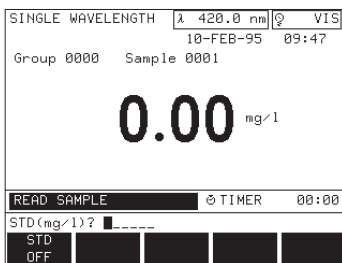 SINGLE WAVELENGTH λ 420.0 nm VIS
10-FEB-95 09:47
Group 0000 Sample 0001
0.00 mg/l
READ SAMPLE TIMER 00:00
STD(mg/l)? _____
STD
OFF